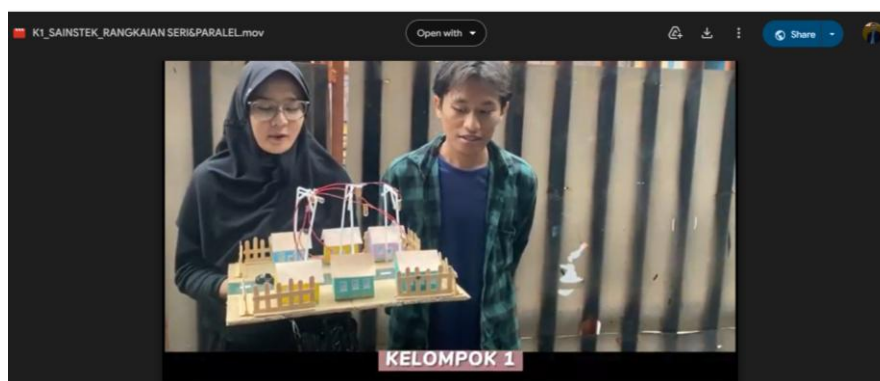 K1_SAINSTEK_RANGKAIAN SERI&PARALEL.mov
Open with
Share
KELOMPOK 1